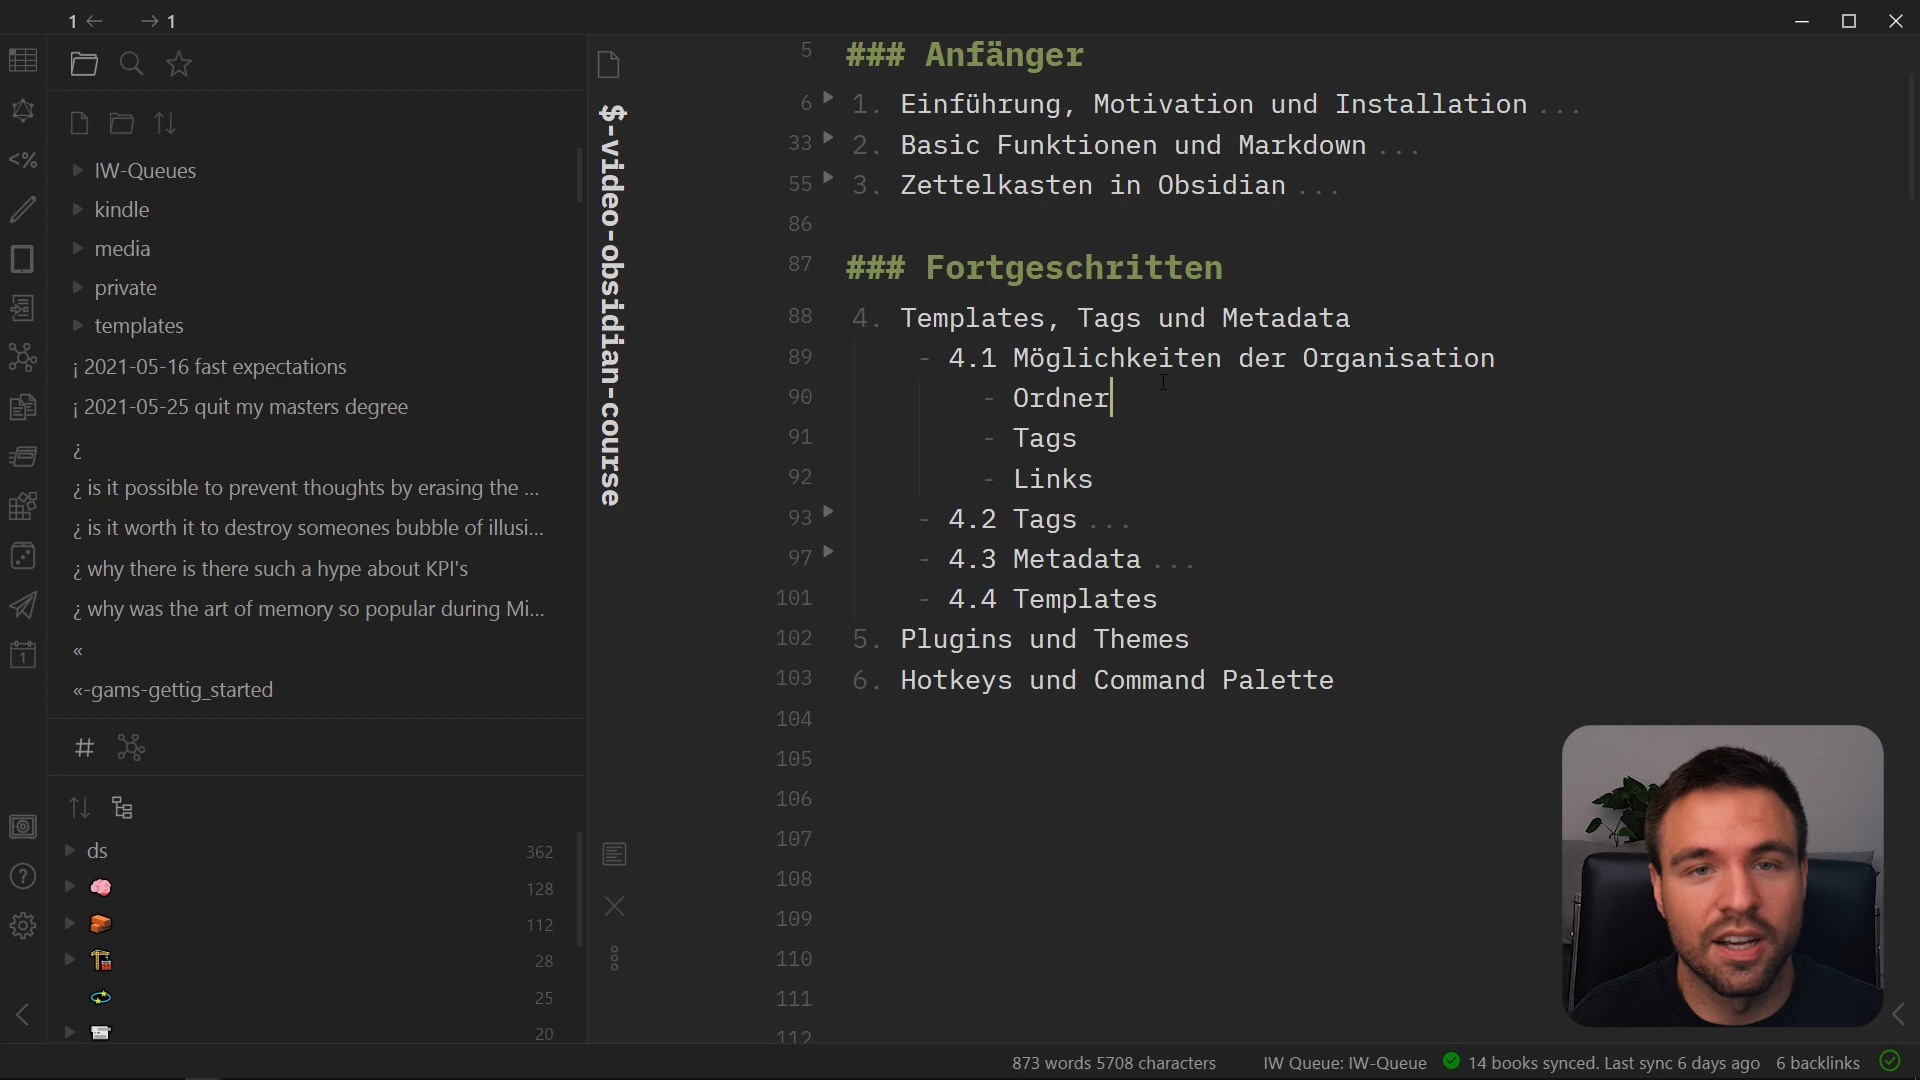 1 ← → 1
IW-Queues
kindle
media
private
templates
¡ 2021-05-16 fast expectations
¡ 2021-05-25 quit my masters degree
¿
¿ is it possible to prevent thoughts by erasing the ...
¿ is it worth it to destroy someones bubble of illusi...
¿ why there is there such a hype about KPI's
¿ why was the art of memory so popular during Mi...
«
«-gams-gettig_started
#
ds 362
128
112
28
25
20
<%
1
$-video-obsidian-course
5 ### Anfänger
6 1. Einführung, Motivation und Installation ...
33 2. Basic Funktionen und Markdown ...
55 3. Zettelkasten in Obsidian ...
86
87 ### Fortgeschritten
88 4. Templates, Tags und Metadata
89 - 4.1 Möglichkeiten der Organisation
90 - Ordner
91 - Tags
92 - Links
93 - 4.2 Tags ...
97 - 4.3 Metadata ...
101 - 4.4 Templates
102 5. Plugins und Themes
103 6. Hotkeys und Command Palette
104
105
106
107
108
109
110
111
112
873 words 5708 characters IW Queue: IW-Queue 14 books synced. Last sync 6 days ago 6 backlinks